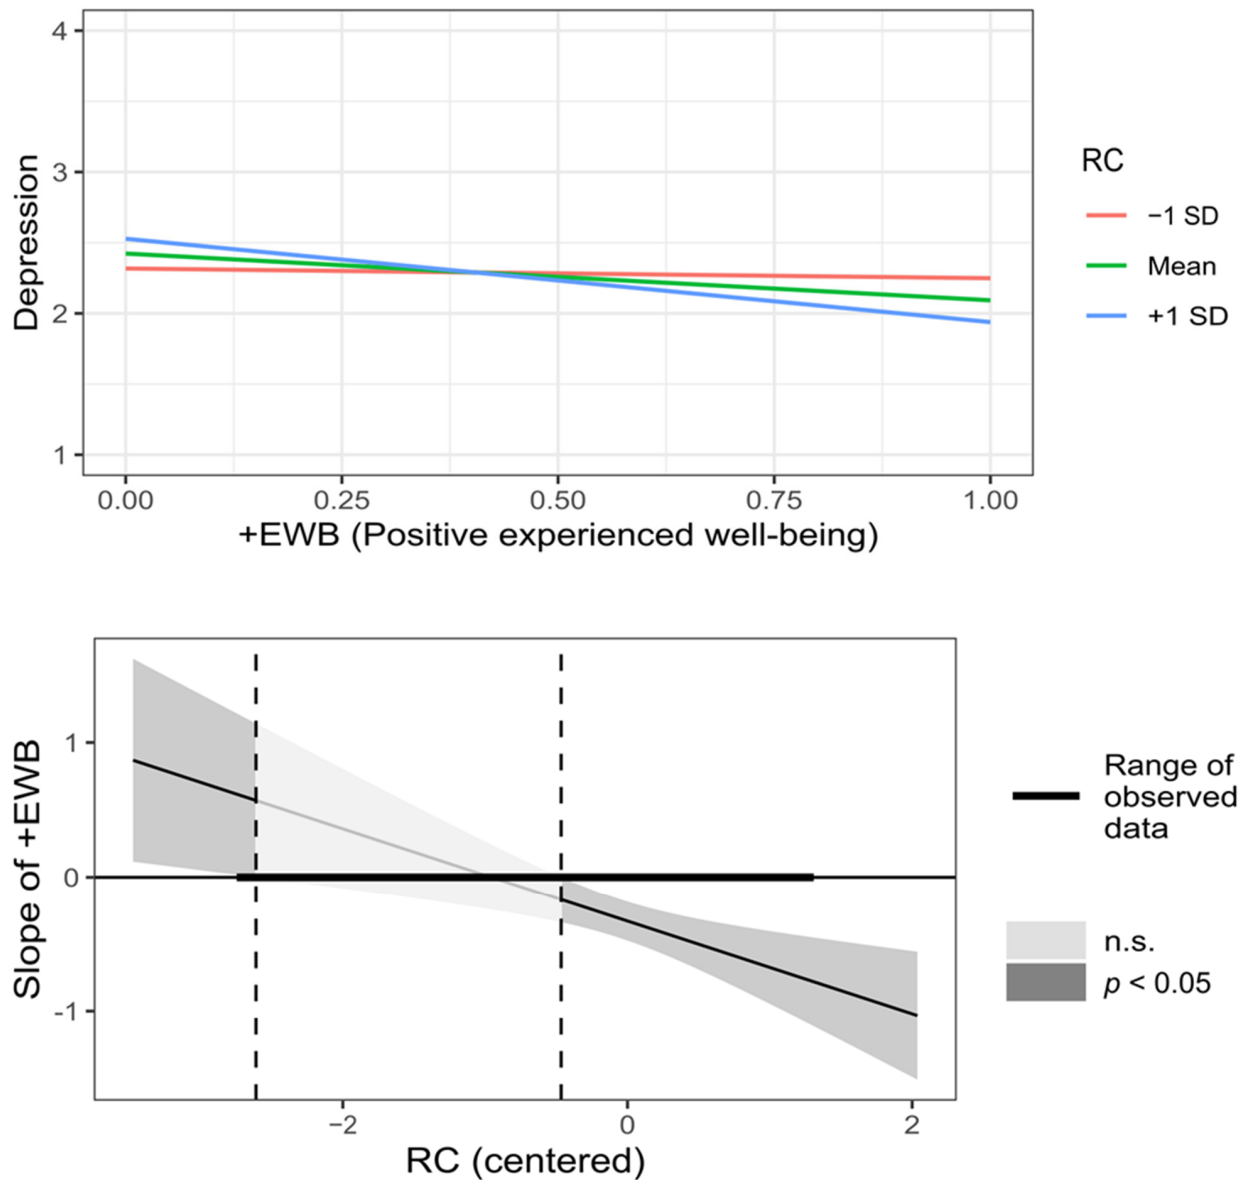 4
3
2
1
Depression
0.00 0.25 0.50 0.75 1.00
+EWB (Positive experienced well-being)
RC
−1 SD
Mean
+1 SD
1
0
-1
Slope of +EWB
−2 0 2
RC (centered)
Range of
observed
data
n.s.
p < 0.05